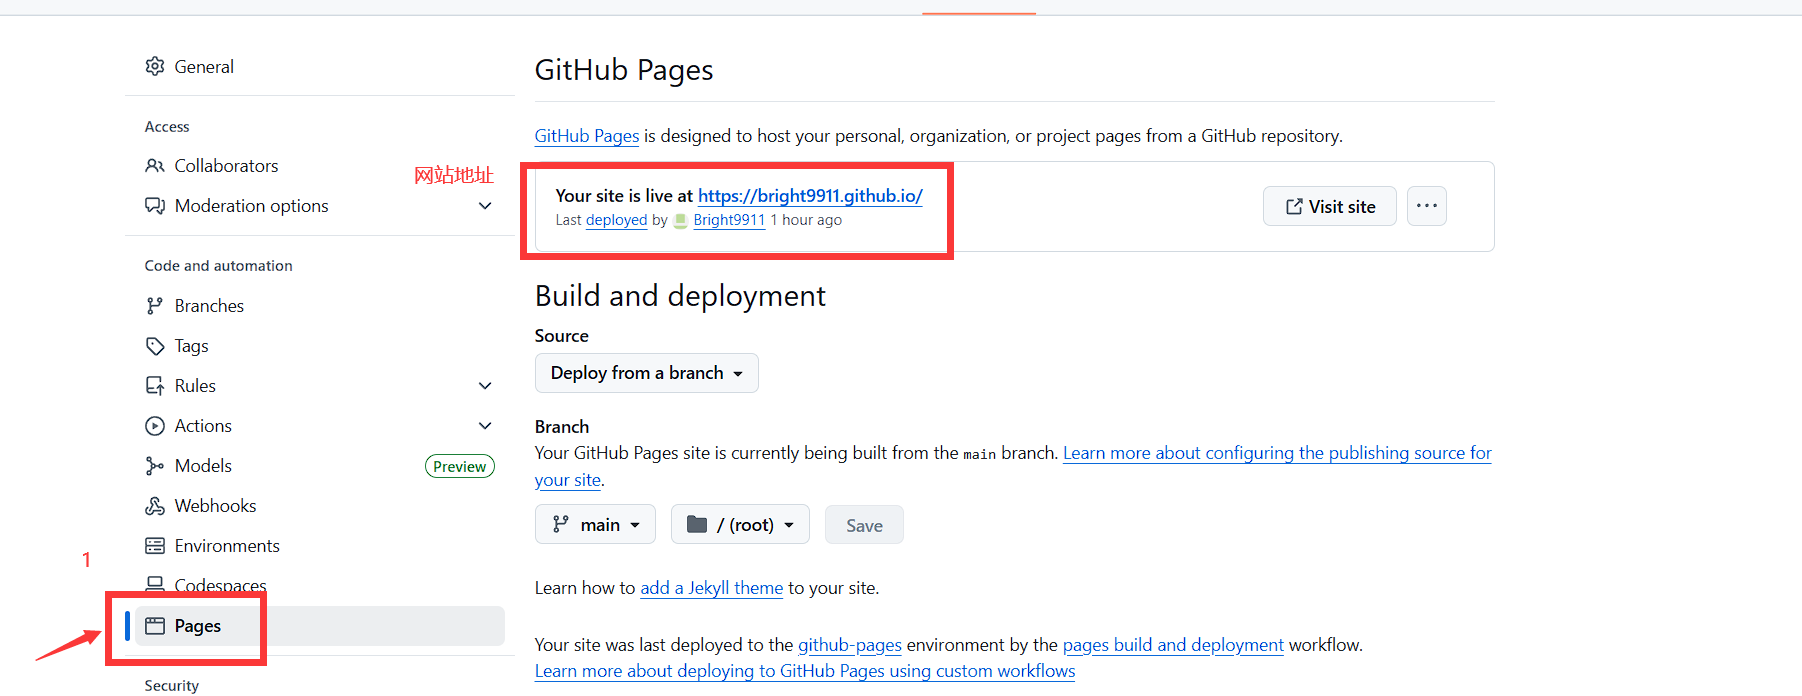 General
Access
Collaborators
Moderation options
Code and automation
Branches
Tags
Rules
Actions
Models
Preview
Webhooks
Environments
Codespaces
1
Pages
Security
GitHub Pages
GitHub Pages is designed to host your personal, organization, or project pages from a GitHub repository.
网站地址
Your site is live at https://bright9911.github.io/
Last deployed by Bright9911 1 hour ago
Visit site
Build and deployment
Source
Deploy from a branch
Branch
Your GitHub Pages site is currently being built from the main branch. Learn more about configuring the publishing source for
your site.
main
/ (root)
Save
Learn how to add a Jekyll theme to your site.
Your site was last deployed to the github-pages environment by the pages build and deployment workflow.
Learn more about deploying to GitHub Pages using custom workflows